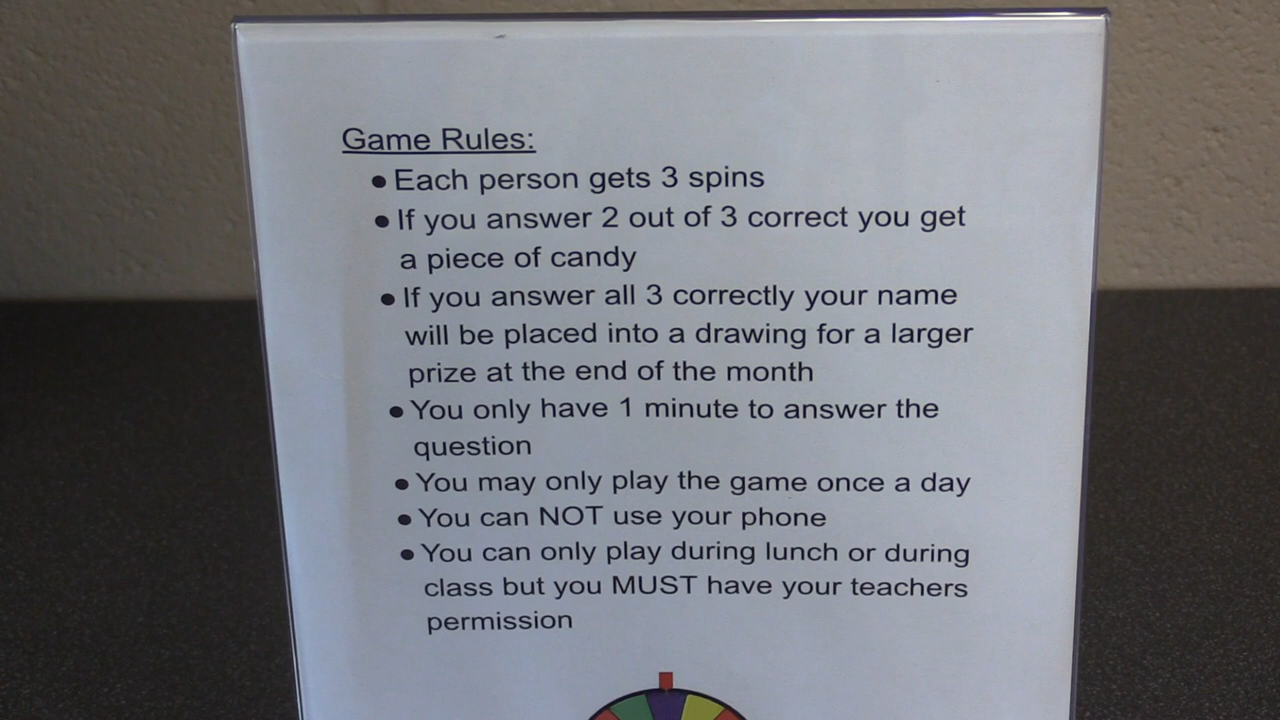 Game Rules:
● Each person gets 3 spins
● If you answer 2 out of 3 correct you get
a piece of candy
● If you answer all 3 correctly your name
will be placed into a drawing for a larger
prize at the end of the month
● You only have 1 minute to answer the
question
● You may only play the game once a day
● You can NOT use your phone
● You can only play during lunch or during
class but you MUST have your teachers
permission